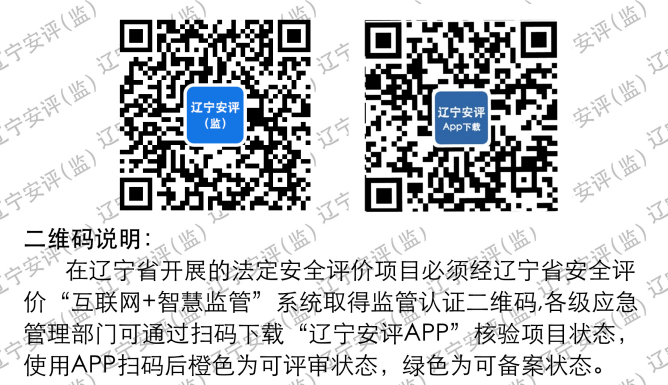 辽宁安评
（监）
辽宁安评
App下载
二维码说明：
在辽宁省开展的法定安全评价项目必须经辽宁省安全评
价“互联网+智慧监管”系统取得监管认证二维码,各级应急
管理部门可通过扫码下载“辽宁安评APP”核验项目状态，
使用APP扫码后橙色为可评审状态，绿色为可备案状态。
辽宁安评(监)